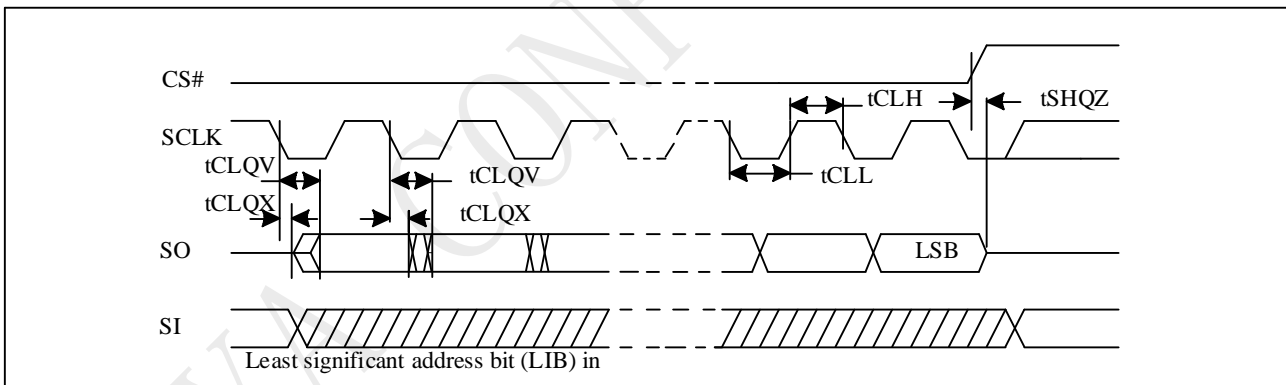 CS#
tCLH
tSHQZ
SCLK
tCLQV
tCLQV
tCLL
tCLQX
tCLQX
SO
LSB
SI
Least significant address bit (LIB) in